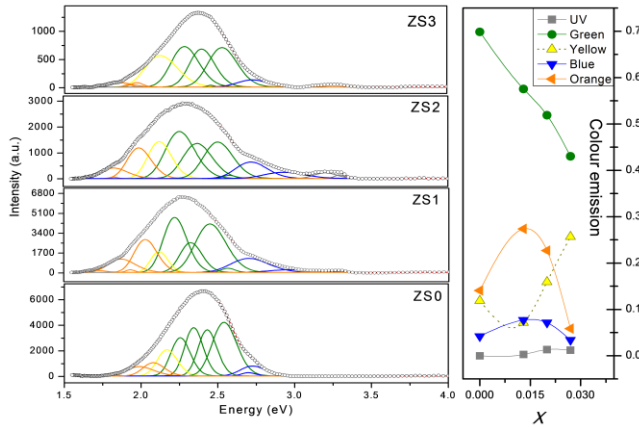 ZS3
1500
1000
500
0
ZS2
3000
2000
1000
0
ZS1
6800
5100
3400
1700
0
ZS0
6000
4000
2000
0
1.5 2.0 2.5 3.0 3.5 4.0
Energy (eV)
Intensity (a.u.)
UV
Green
Yellow
Blue
Orange
0.7
0.6
0.5
0.4
0.3
0.2
0.1
0.0
Colour emission
0.000 0.015 0.030
X